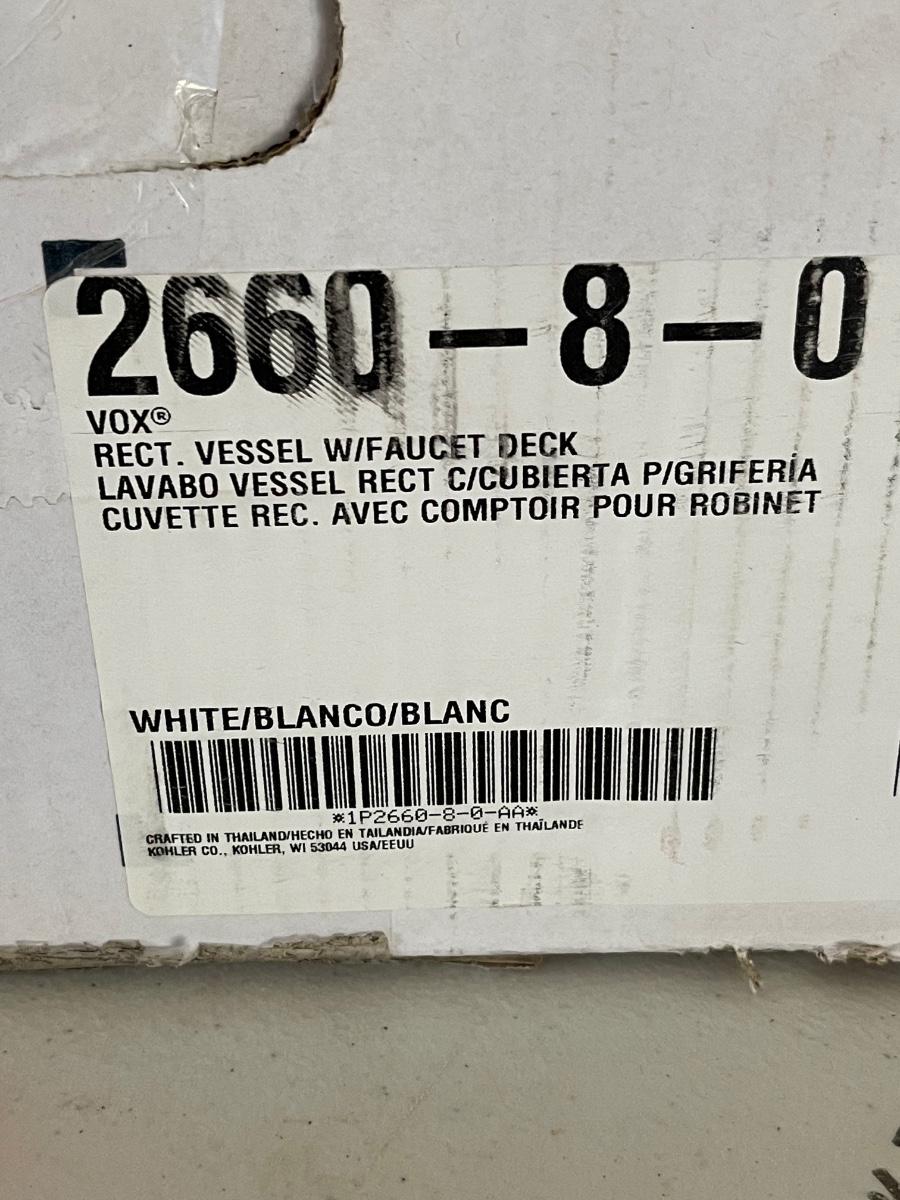 2660-8-0
VOX®
RECT. VESSEL W/FAUCET DECK
LAVABO VESSEL RECT C/CUBIERTA P/GRIFERÍA
CUVETTE REC. AVEC COMPTOIR POUR ROBINET
WHITE/BLANCO/BLANC
*1P2660-8-0-AA*
CRAFTED IN THAILAND/HECHO EN TAILANDIA/FABRIQUÉ EN THAÏLANDE
KOHLER CO., KOHLER, WI 53044 USA/EEUU